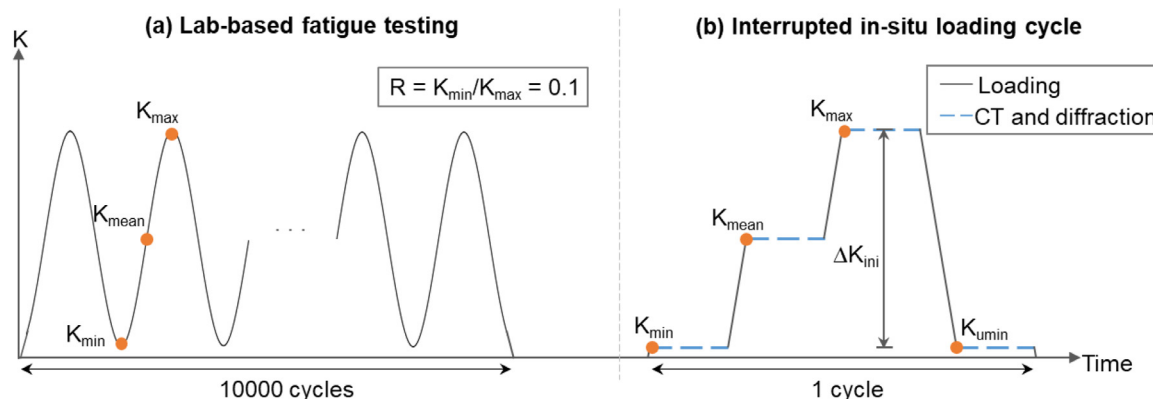 (a) Lab-based fatigue testing
K
R = Kmin/Kmax = 0.1
Kmax
Kmean
. . .
Kmin
10000 cycles
(b) Interrupted in-situ loading cycle
Loading
CT and diffraction
Kmax
Kmean
ΔKini
Kmin
Kumin
Time
1 cycle